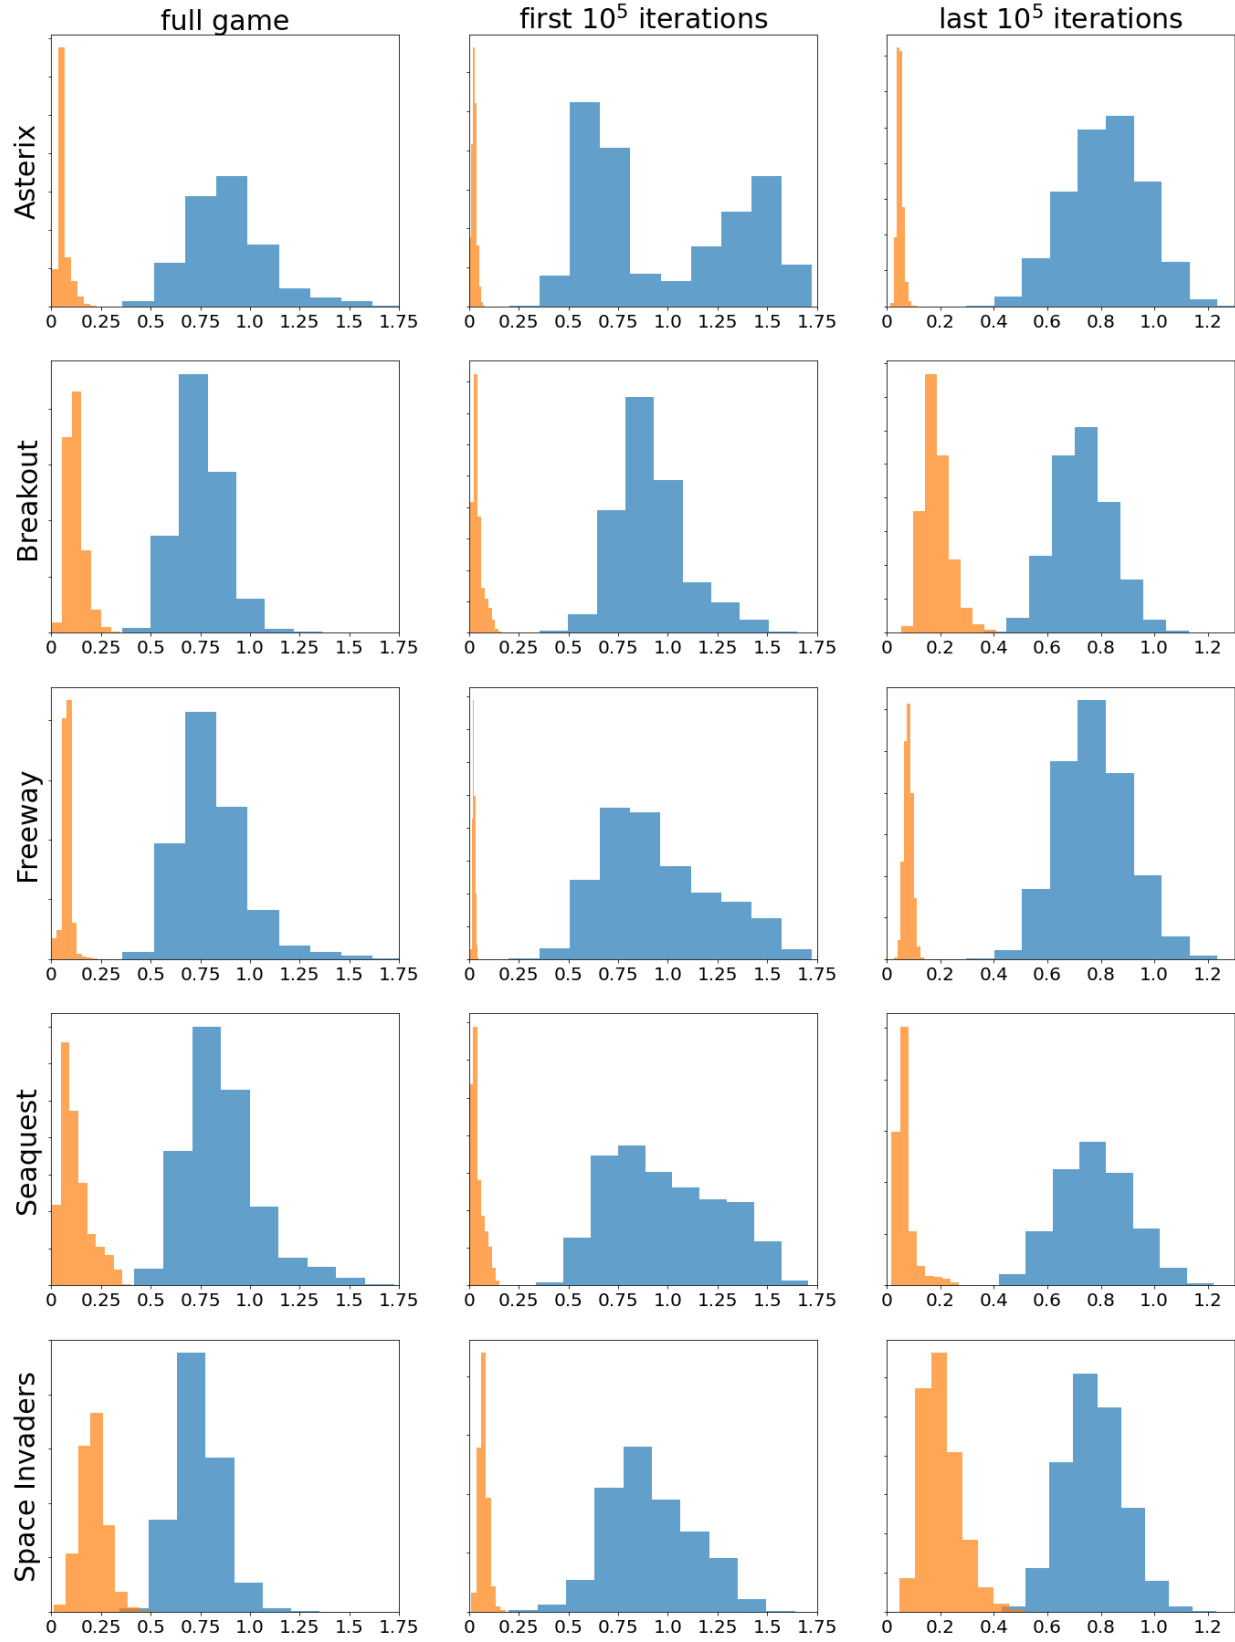 full game first 10⁵ iterations last 10⁵ iterations
Asterix
0 0.25 0.5 0.75 1.0 1.25 1.5 1.75 0 0.25 0.5 0.75 1.0 1.25 1.5 1.75 0 0.2 0.4 0.6 0.8 1.0 1.2
Breakout
0 0.25 0.5 0.75 1.0 1.25 1.5 1.75 0 0.25 0.5 0.75 1.0 1.25 1.5 1.75 0 0.2 0.4 0.6 0.8 1.0 1.2
Freeway
0 0.25 0.5 0.75 1.0 1.25 1.5 1.75 0 0.25 0.5 0.75 1.0 1.25 1.5 1.75 0 0.2 0.4 0.6 0.8 1.0 1.2
Seaquest
0 0.25 0.5 0.75 1.0 1.25 1.5 1.75 0 0.25 0.5 0.75 1.0 1.25 1.5 1.75 0 0.2 0.4 0.6 0.8 1.0 1.2
Space Invaders
0 0.25 0.5 0.75 1.0 1.25 1.5 1.75 0 0.25 0.5 0.75 1.0 1.25 1.5 1.75 0 0.2 0.4 0.6 0.8 1.0 1.2